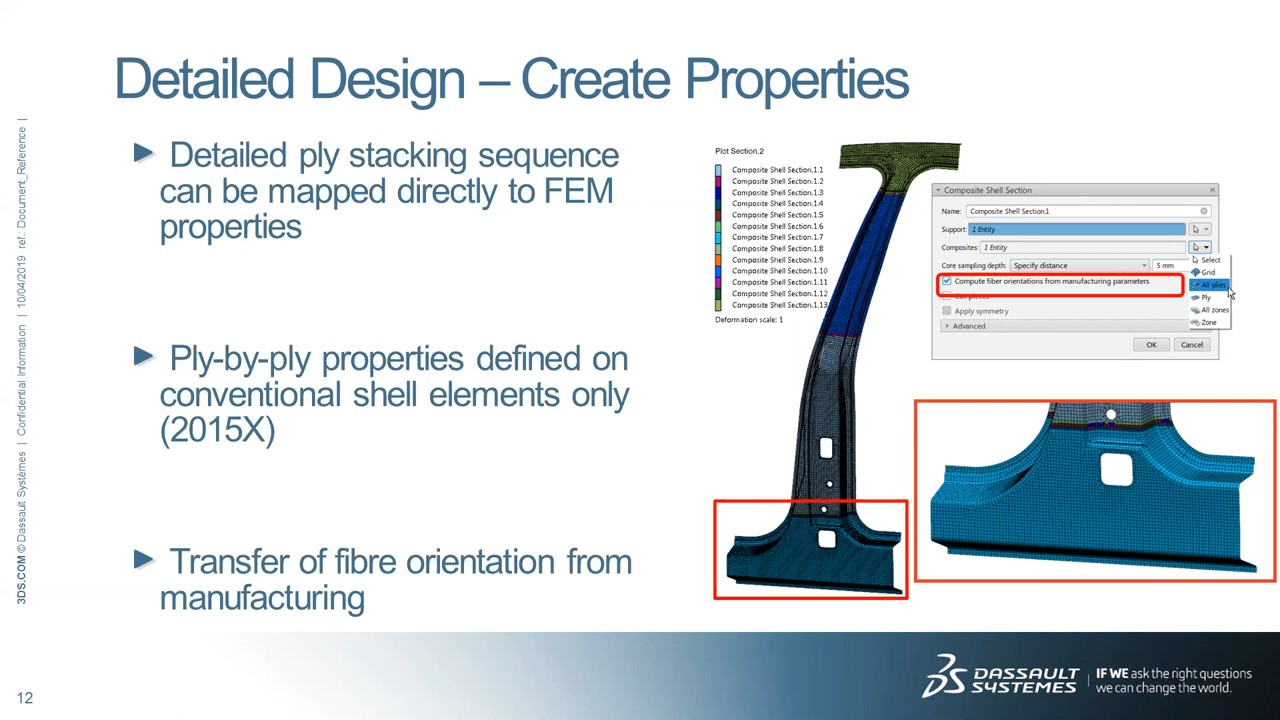 Detailed Design – Create Properties
Detailed ply stacking sequence
can be mapped directly to FEM
properties
Ply-by-ply properties defined on
conventional shell elements only
(2015X)
Transfer of fibre orientation from
manufacturing
Plot Section.2
Composite Shell Section.1.1
Composite Shell Section.1.2
Composite Shell Section.1.3
Composite Shell Section.1.4
Composite Shell Section.1.5
Composite Shell Section.1.6
Composite Shell Section.1.7
Composite Shell Section.1.8
Composite Shell Section.1.9
Composite Shell Section.1.10
Composite Shell Section.1.11
Composite Shell Section.1.12
Composite Shell Section.1.13
Deformation scale: 1
Composite Shell Section
Name: Composite Shell Section.1
Support: 1 Entity
Composites: 1 Entity
Core sampling depth: Specify distance 5 mm
Compute fiber orientations from manufacturing parameters
Apply symmetry
Advanced
OK Cancel
Select
Grid
All plies
Ply
All zones
Zone
3DS.COM © Dassault Systèmes | Confidential Information | 10/04/2019 ref.: Document_Reference |
12
DASSAULT
SYSTEMES
IF WE ask the right questions
we can change the world.